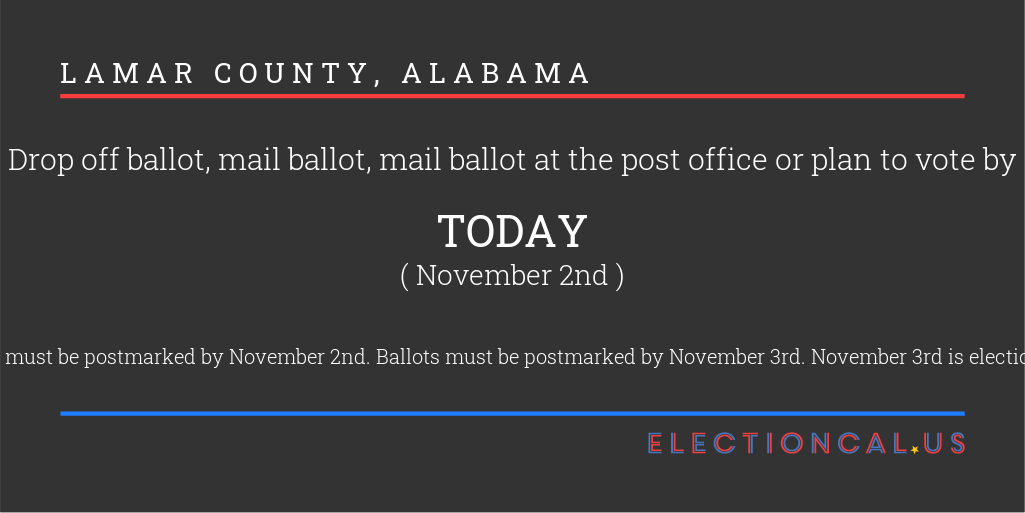 LAMAR COUNTY, ALABAMA
Drop off ballot, mail ballot, mail ballot at the post office or plan to vote by
TODAY
( November 2nd )
must be postmarked by November 2nd. Ballots must be postmarked by November 3rd. November 3rd is electio
ELECTIONCAL.US